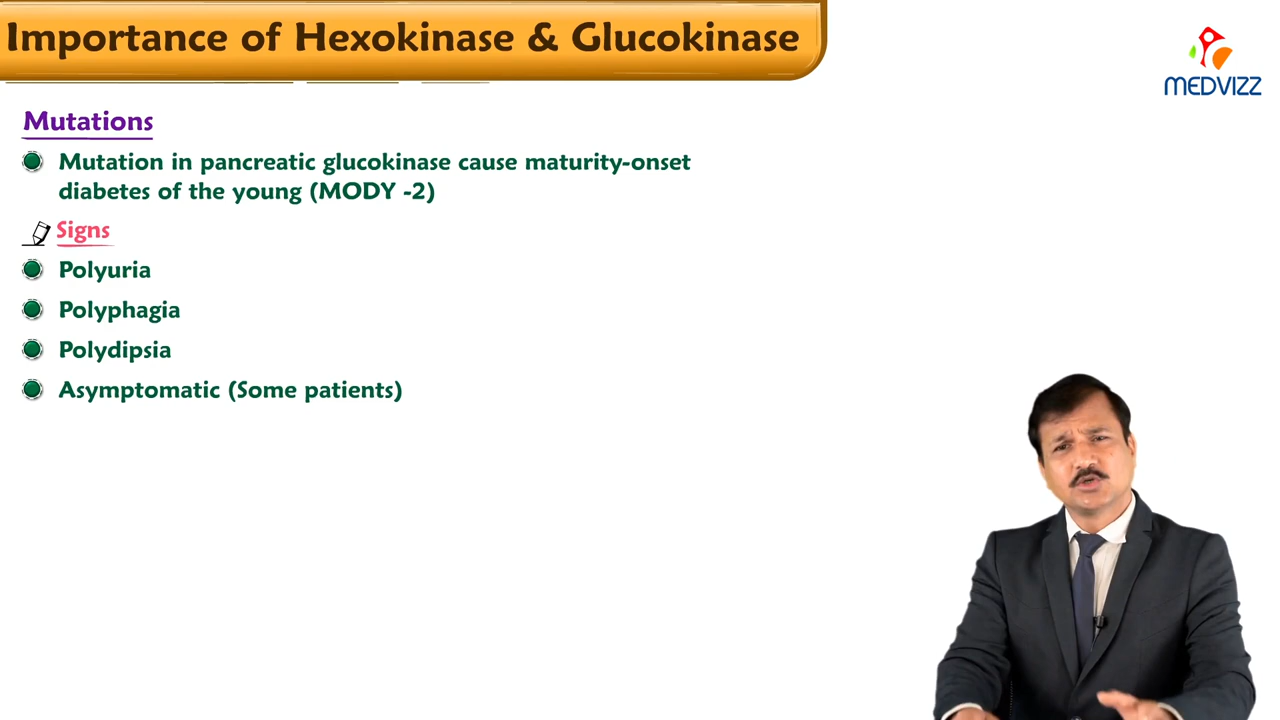 Importance of Hexokinase & Glucokinase
MEDVIZZ
Mutations
Mutation in pancreatic glucokinase cause maturity-onset
diabetes of the young (MODY -2)
Signs
Polyuria
Polyphagia
Polydipsia
Asymptomatic (Some patients)